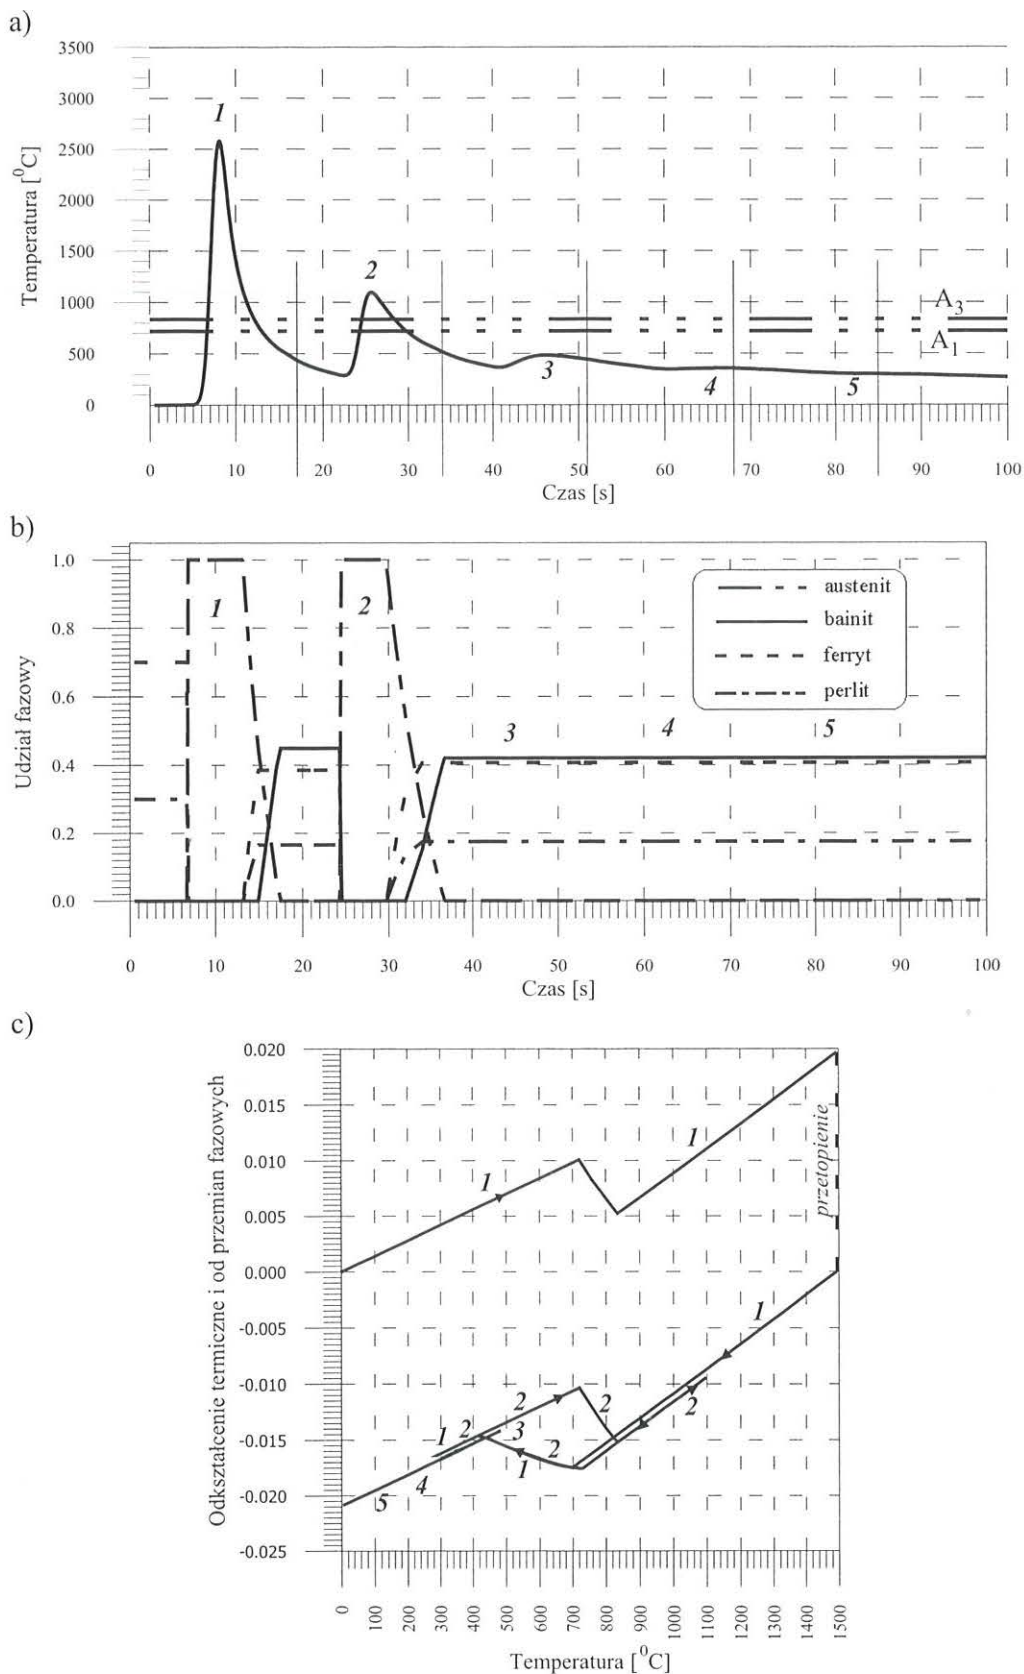 a)
3500
3000
2500
2000
1500
1000
500
0
Temperatura [⁰C]
1
2
3
4
5
A₃
A₁
0 10 20 30 40 50 60 70 80 90 100
Czas [s]
b)
1.0
0.8
0.6
0.4
0.2
0.0
Udział fazowy
1
2
3
4
5
austenit
bainit
ferryt
perlit
0 10 20 30 40 50 60 70 80 90 100
Czas [s]
c)
0.020
0.015
0.010
0.005
0.000
-0.005
-0.010
-0.015
-0.020
-0.025
Odkształcenie termiczne i od przemian fazowych
przetopienie
1
1
1
2
2
2
1 2 3
2
1
4
5
0 100 200 300 400 500 600 700 800 900 1000 1100 1200 1300 1400 1500
Temperatura [⁰C]